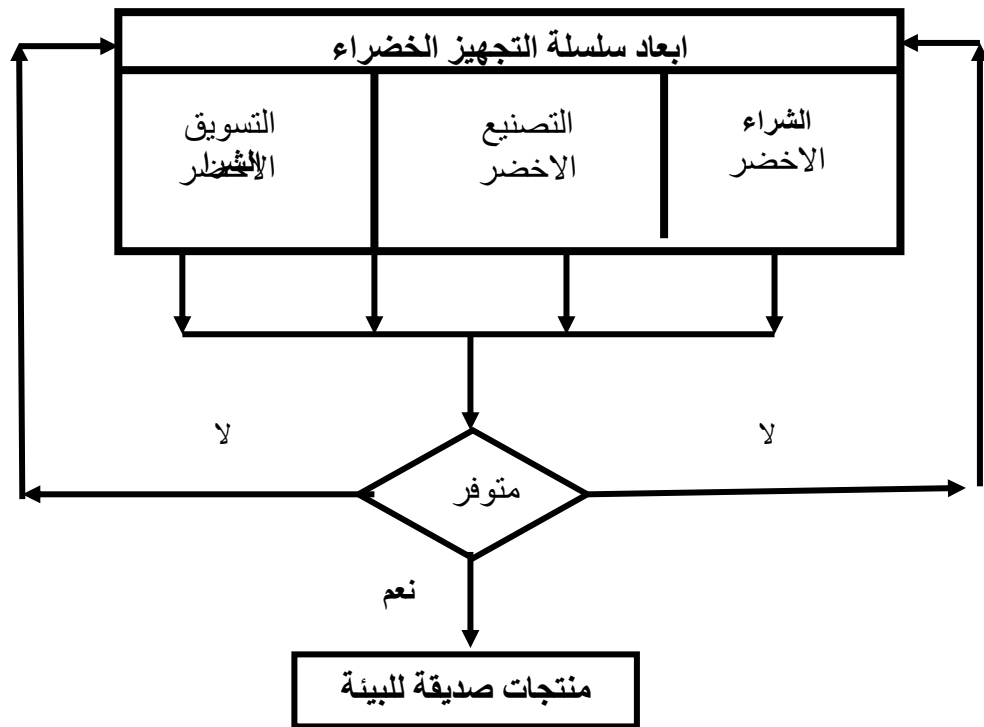 ابعاد سلسلة التجهيز الخضراء
الشراء
الاخضر
التصنيع
الاخضر
التسويق
الاخضر
لا
لا
متوفر
نعم
منتجات صديقة للبيئة